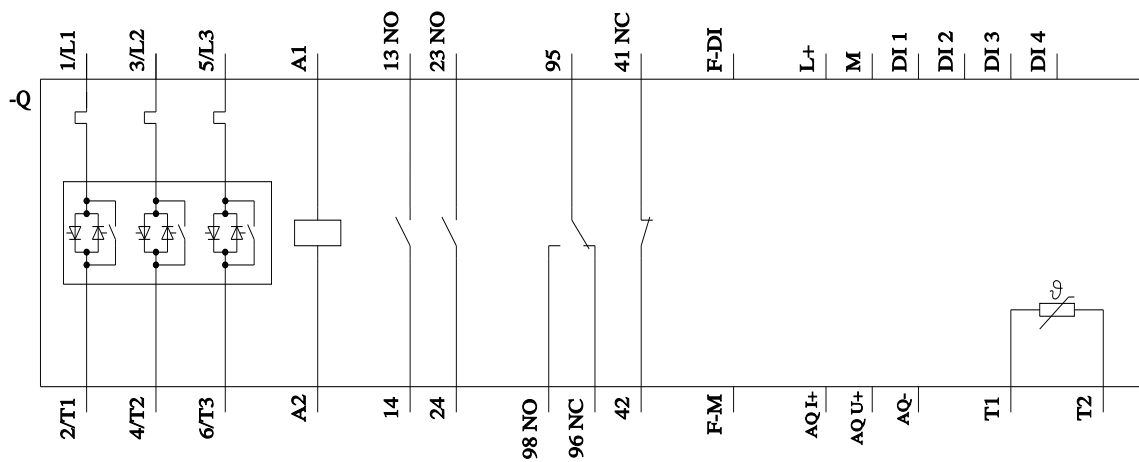 1/L1
3/L2
5/L3
A1
13 NO
23 NO
95
41 NC
F-DI
L+
M
DI 1
DI 2
DI 3
DI 4
-Q
ϑ
2/T1
4/T2
6/T3
A2
14
24
98 NO
96 NC
42
F-M
AQ I+
AQ U+
AQ-
T1
T2